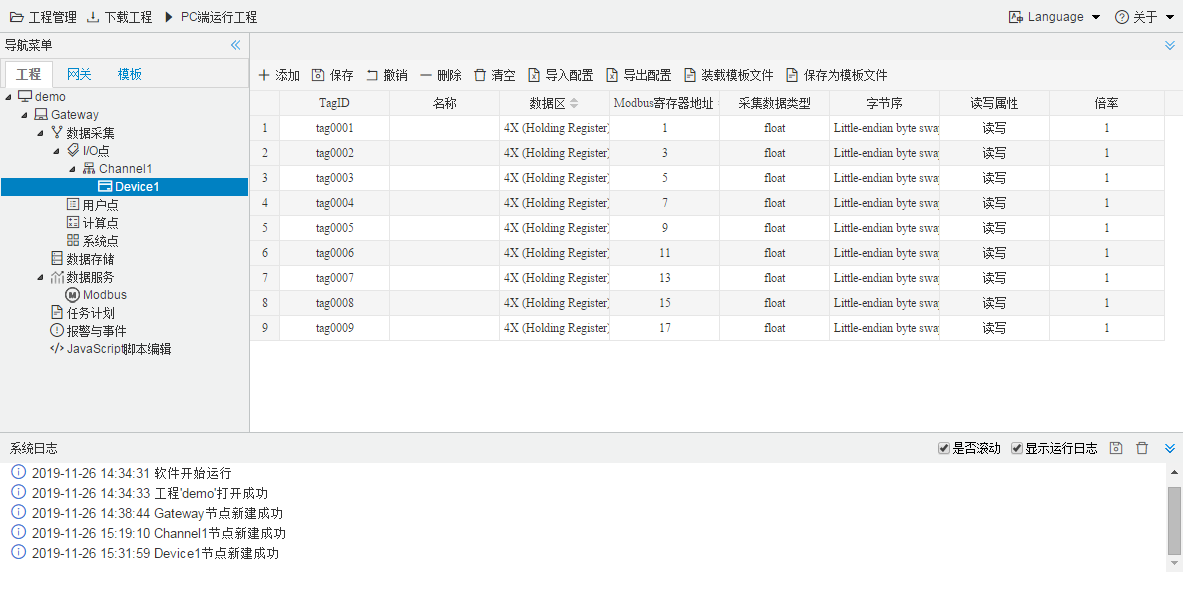 工程管理 下载工程 PC端运行工程 Language 关于
导航菜单
工程 网关 模板
添加 保存 撤销 删除 清空 导入配置 导出配置 装载模板文件 保存为模板文件
demo
Gateway
数据采集
I/O点
Channel1
Device1
用户点
计算点
系统点
数据存储
数据服务
Modbus
任务计划
报警与事件
JavaScript脚本编辑
TagID 名称 数据区 Modbus寄存器地址 采集数据类型 字节序 读写属性 倍率
1 tag0001 4X (Holding Register) 1 float Little-endian byte swa 读写 1
2 tag0002 4X (Holding Register) 3 float Little-endian byte swa 读写 1
3 tag0003 4X (Holding Register) 5 float Little-endian byte swa 读写 1
4 tag0004 4X (Holding Register) 7 float Little-endian byte swa 读写 1
5 tag0005 4X (Holding Register) 9 float Little-endian byte swa 读写 1
6 tag0006 4X (Holding Register) 11 float Little-endian byte swa 读写 1
7 tag0007 4X (Holding Register) 13 float Little-endian byte swa 读写 1
8 tag0008 4X (Holding Register) 15 float Little-endian byte swa 读写 1
9 tag0009 4X (Holding Register) 17 float Little-endian byte swa 读写 1
系统日志 是否滚动 显示运行日志
2019-11-26 14:34:31 软件开始运行
2019-11-26 14:34:33 工程'demo'打开成功
2019-11-26 14:38:44 Gateway节点新建成功
2019-11-26 15:19:10 Channel1节点新建成功
2019-11-26 15:31:59 Device1节点新建成功